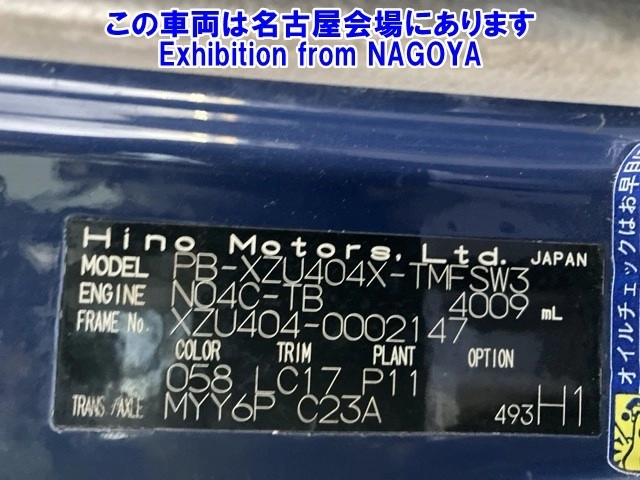 この車両は名古屋会場にあります
Exhibition from NAGOYA
Hino Motors, Ltd. JAPAN
MODEL PB-XZU404X-TMFSW3
ENGINE N04C-TB 4009 mL
FRAME No. XZU404-0002147
COLOR TRIM PLANT OPTION
058 LC17 P11
TRANS/AXLE MYY6P C23A 493H1
オイルチェックはお早目